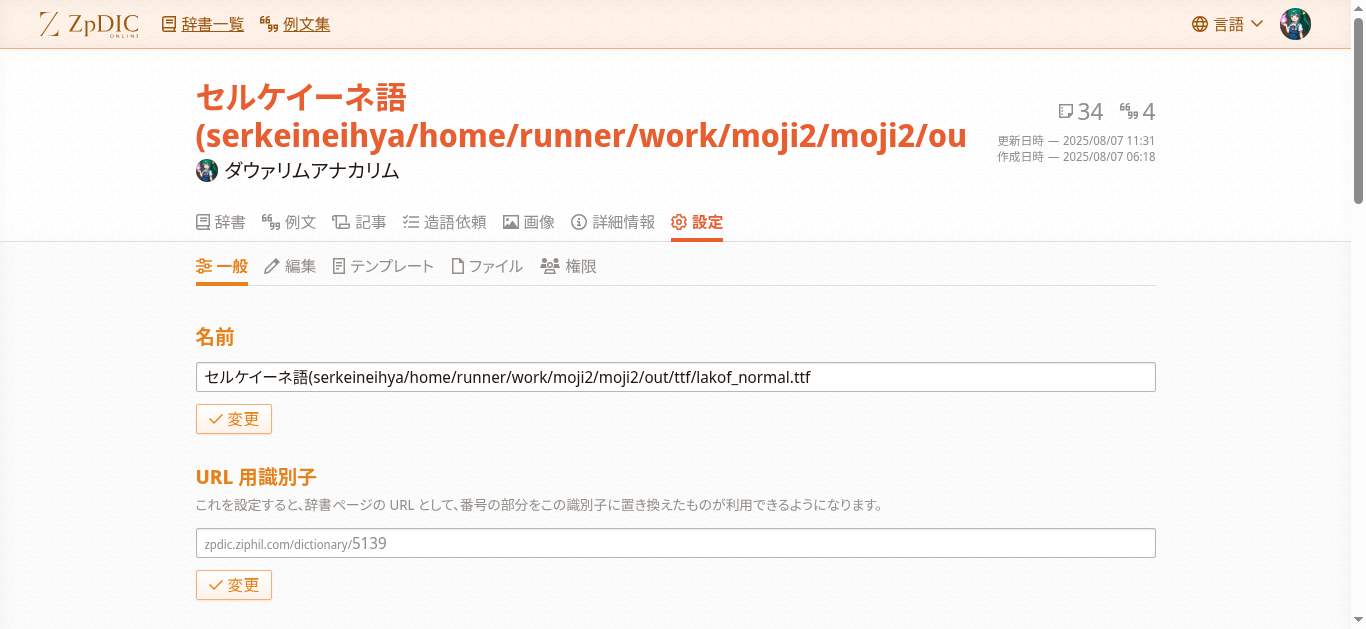 ZpDIC ONLINE 辞書一覧 例文集 言語
セルケイーネ語
(serkeineihya/home/runner/work/moji2/moji2/ou
34 4
更新日時 — 2025/08/07 11:31
作成日時 — 2025/08/07 06:18
ダウァリムアナカリム
辞書 例文 記事 造語依頼 画像 詳細情報 設定
一般 編集 テンプレート ファイル 権限
名前
セルケイーネ語(serkeineihya/home/runner/work/moji2/moji2/out/ttf/lakof_normal.ttf
変更
URL 用識別子
これを設定すると、辞書ページの URL として、番号の部分をこの識別子に置き換えたものが利用できるようになります。
zpdic.ziphil.com/dictionary/5139
変更